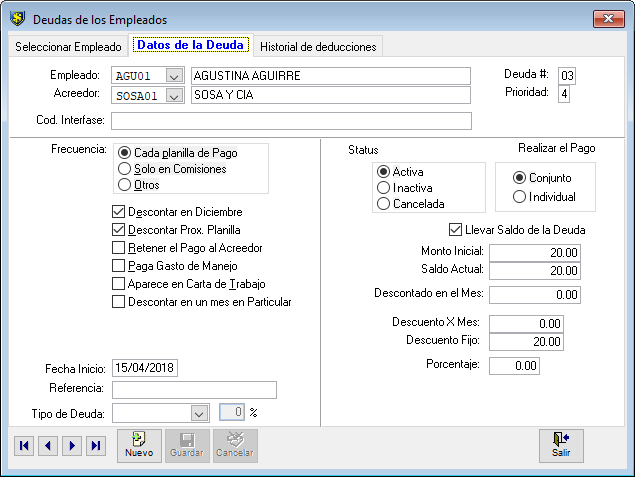 Deudas de los Empleados
Seleccionar Empleado
Datos de la Deuda
Historial de deducciones
Empleado: AGU01 AGUSTINA AGUIRRE Deuda #: 03
Acreedor: SOSA01 SOSA Y CIA Prioridad: 4
Cod. Interfase:
Frecuencia:
Cada planilla de Pago
Solo en Comisiones
Otros
Descontar en Diciembre
Descontar Prox. Planilla
Retener el Pago al Acreedor
Paga Gasto de Manejo
Aparece en Carta de Trabajo
Descontar en un mes en Particular
Fecha Inicio: 15/04/2018
Referencia:
Tipo de Deuda: 0 %
Status
Activa
Inactiva
Cancelada
Realizar el Pago
Conjunto
Individual
Llevar Saldo de la Deuda
Monto Inicial: 20.00
Saldo Actual: 20.00
Descontado en el Mes: 0.00
Descuento X Mes: 0.00
Descuento Fijo: 20.00
Porcentaje: 0.00
Nuevo
Guardar
Cancelar
Salir